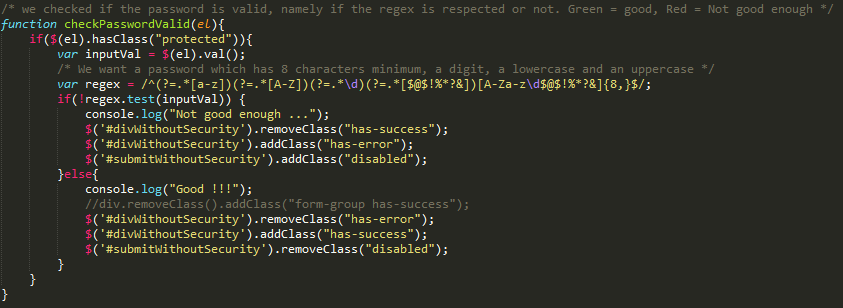 /* we checked if the password is valid, namely if the regex is respected or not. Green = good, Red = Not good enough */
function checkPasswordValid(el){
if($(el).hasClass("protected")){
var inputVal = $(el).val();
/* We want a password which has 8 characters minimum, a digit, a lowercase and an uppercase */
var regex = /^(?=.*[a-z])(?=.*[A-Z])(?=.*\d)(?=.*[$@$!%*?&])[A-Za-z\d$@$!%*?&]{8,}$/;
if(!regex.test(inputVal)) {
console.log("Not good enough ...");
$('#divWithoutSecurity').removeClass("has-success");
$('#divWithoutSecurity').addClass("has-error");
$('#submitWithoutSecurity').addClass("disabled");
}else{
console.log("Good !!!");
//div.removeClass().addClass("form-group has-success");
$('#divWithoutSecurity').removeClass("has-error");
$('#divWithoutSecurity').addClass("has-success");
$('#submitWithoutSecurity').removeClass("disabled");
}
}
}